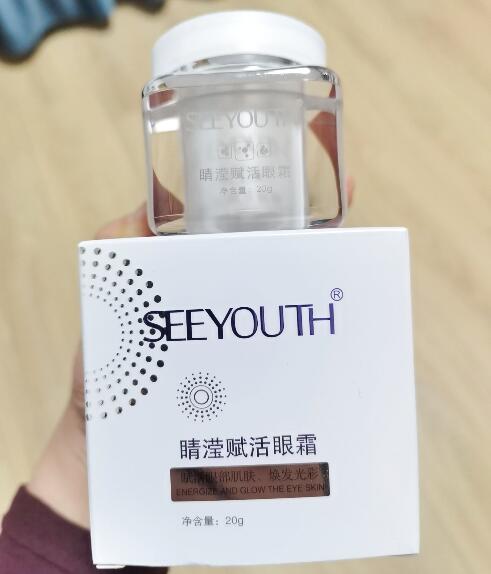 SEEYOUTH
晴滢赋活眼霜
净含量：20g
SEEYOUTH®
晴滢赋活眼霜
赋活眼部肌肤、焕发光彩
ENERGIZE AND GLOW THE EYE SKIN
净含量：20g